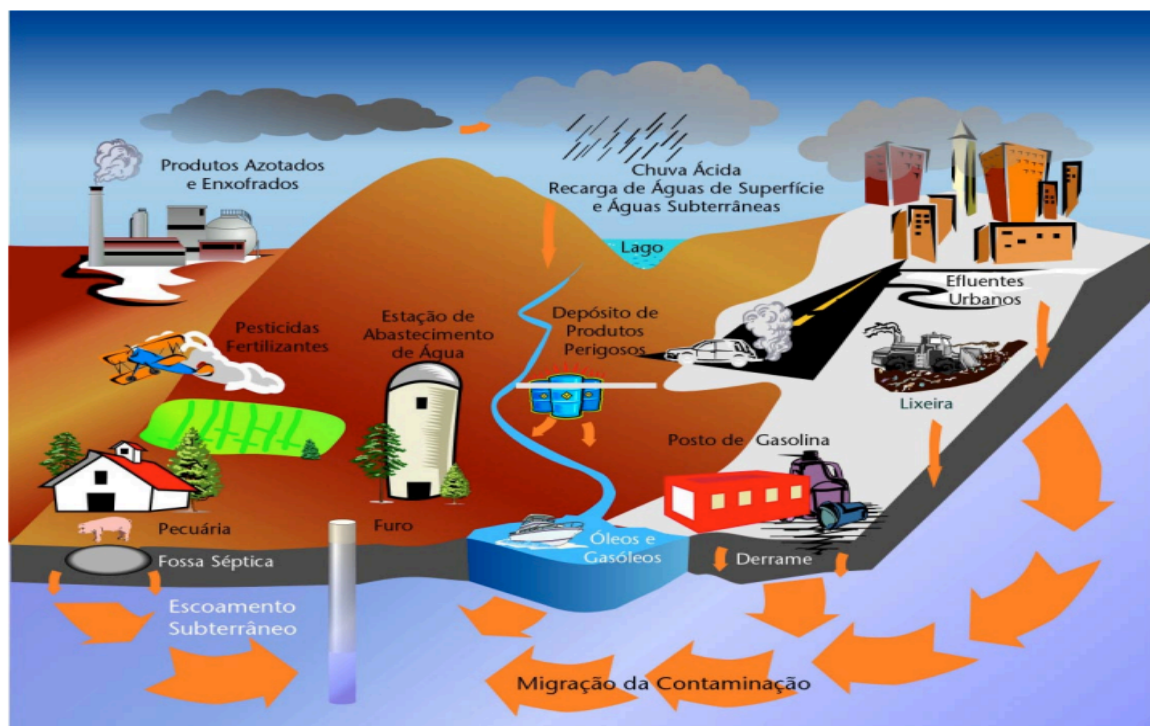 Produtos Azotados
e Enxofrados
Chuva Ácida
Recarga de Águas de Superfície
e Águas Subterrâneas
Lago
Efluentes
Urbanos
Pesticidas
Fertilizantes
Estação de
Abastecimento
de Água
Depósito de
Produtos
Perigosos
Lixeira
Posto de Gasolina
Pecuária
Furo
Óleos e
Gasóleos
Fossa Séptica
Derrame
Escoamento
Subterrâneo
Migração da Contaminação